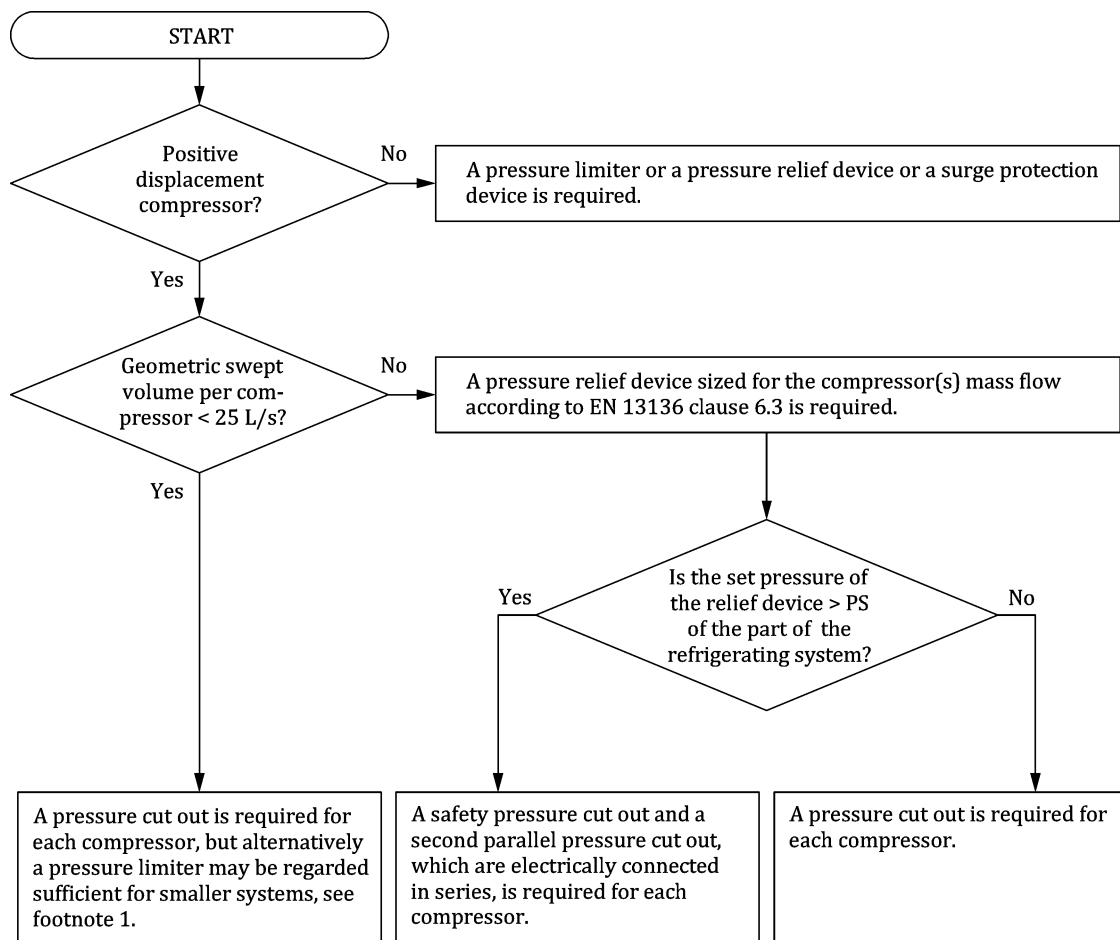 START
Positive
displacement
compressor?
No
A pressure limiter or a pressure relief device or a surge protection
device is required.
Yes
Geometric swept
volume per com-
pressor < 25 L/s?
No
A pressure relief device sized for the compressor(s) mass flow
according to EN 13136 clause 6.3 is required.
Yes
Is the set pressure of
the relief device > PS
of the part of the
refrigerating system?
Yes
No
A pressure cut out is required for
each compressor, but alternatively
a pressure limiter may be regarded
sufficient for smaller systems, see
footnote 1.
A safety pressure cut out and a
second parallel pressure cut out,
which are electrically connected
in series, is required for each
compressor.
A pressure cut out is required for
each compressor.